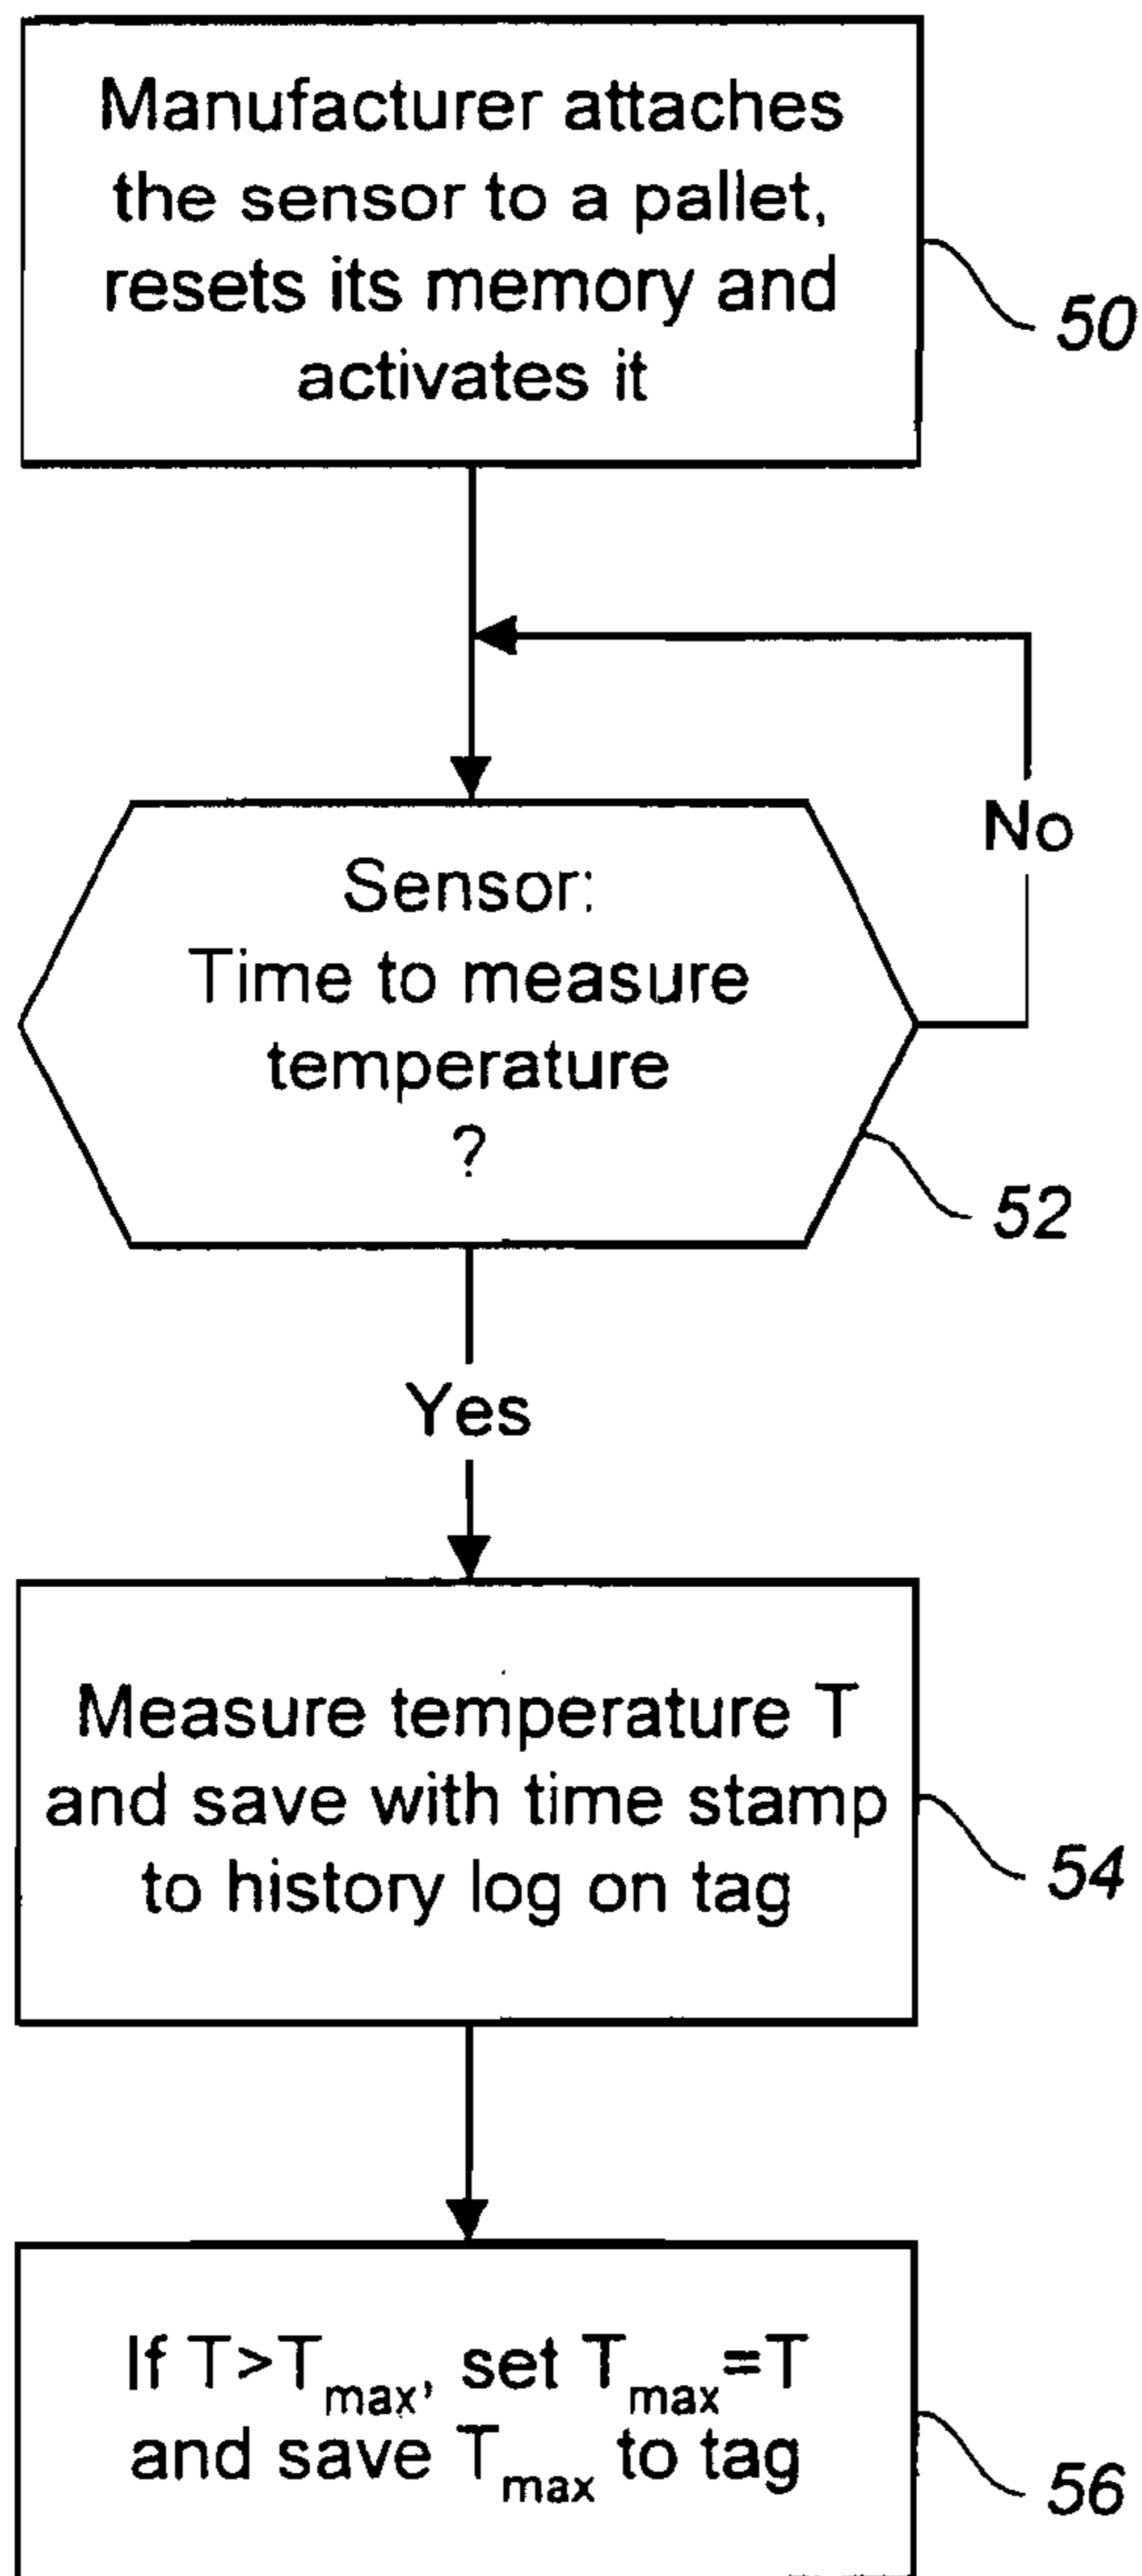 Manufacturer attaches
the sensor to a pallet,
resets its memory and
activates it
50
No
Sensor:
Time to measure
temperature
?
52
Yes
Measure temperature T
and save with time stamp
to history log on tag
54
If T>Tmax, set Tmax=T
and save Tmax to tag
56